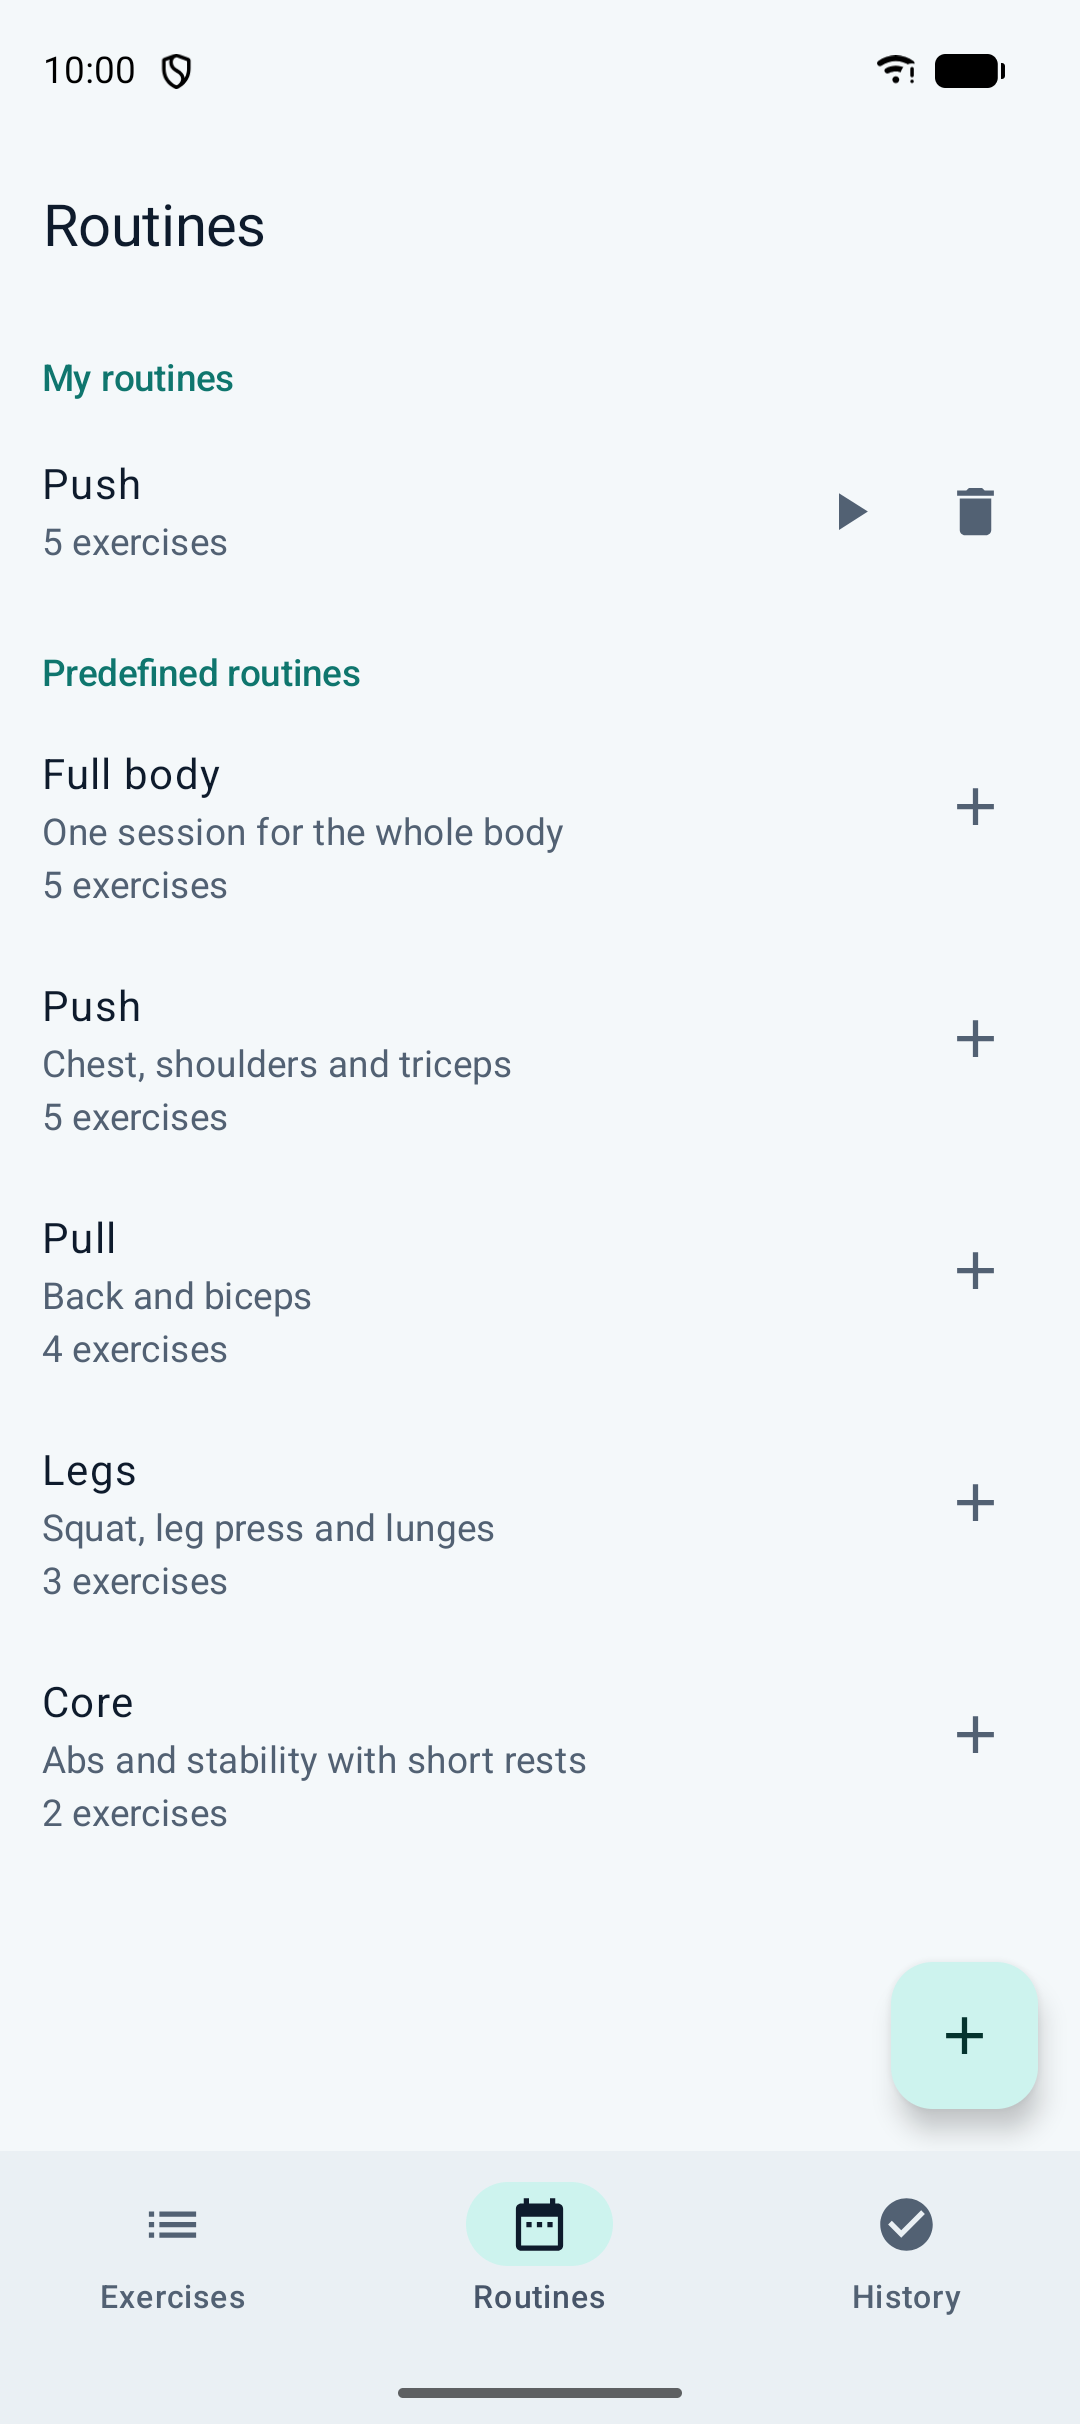 10:00
Routines
My routines
Push
5 exercises
Predefined routines
Full body
One session for the whole body
5 exercises
Push
Chest, shoulders and triceps
5 exercises
Pull
Back and biceps
4 exercises
Legs
Squat, leg press and lunges
3 exercises
Core
Abs and stability with short rests
2 exercises
Exercises
Routines
History